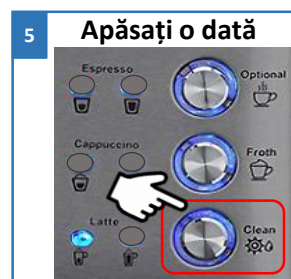 5
Apăsați o dată
Espresso
Optional
Cappuccino
Froth
Latte
Clean